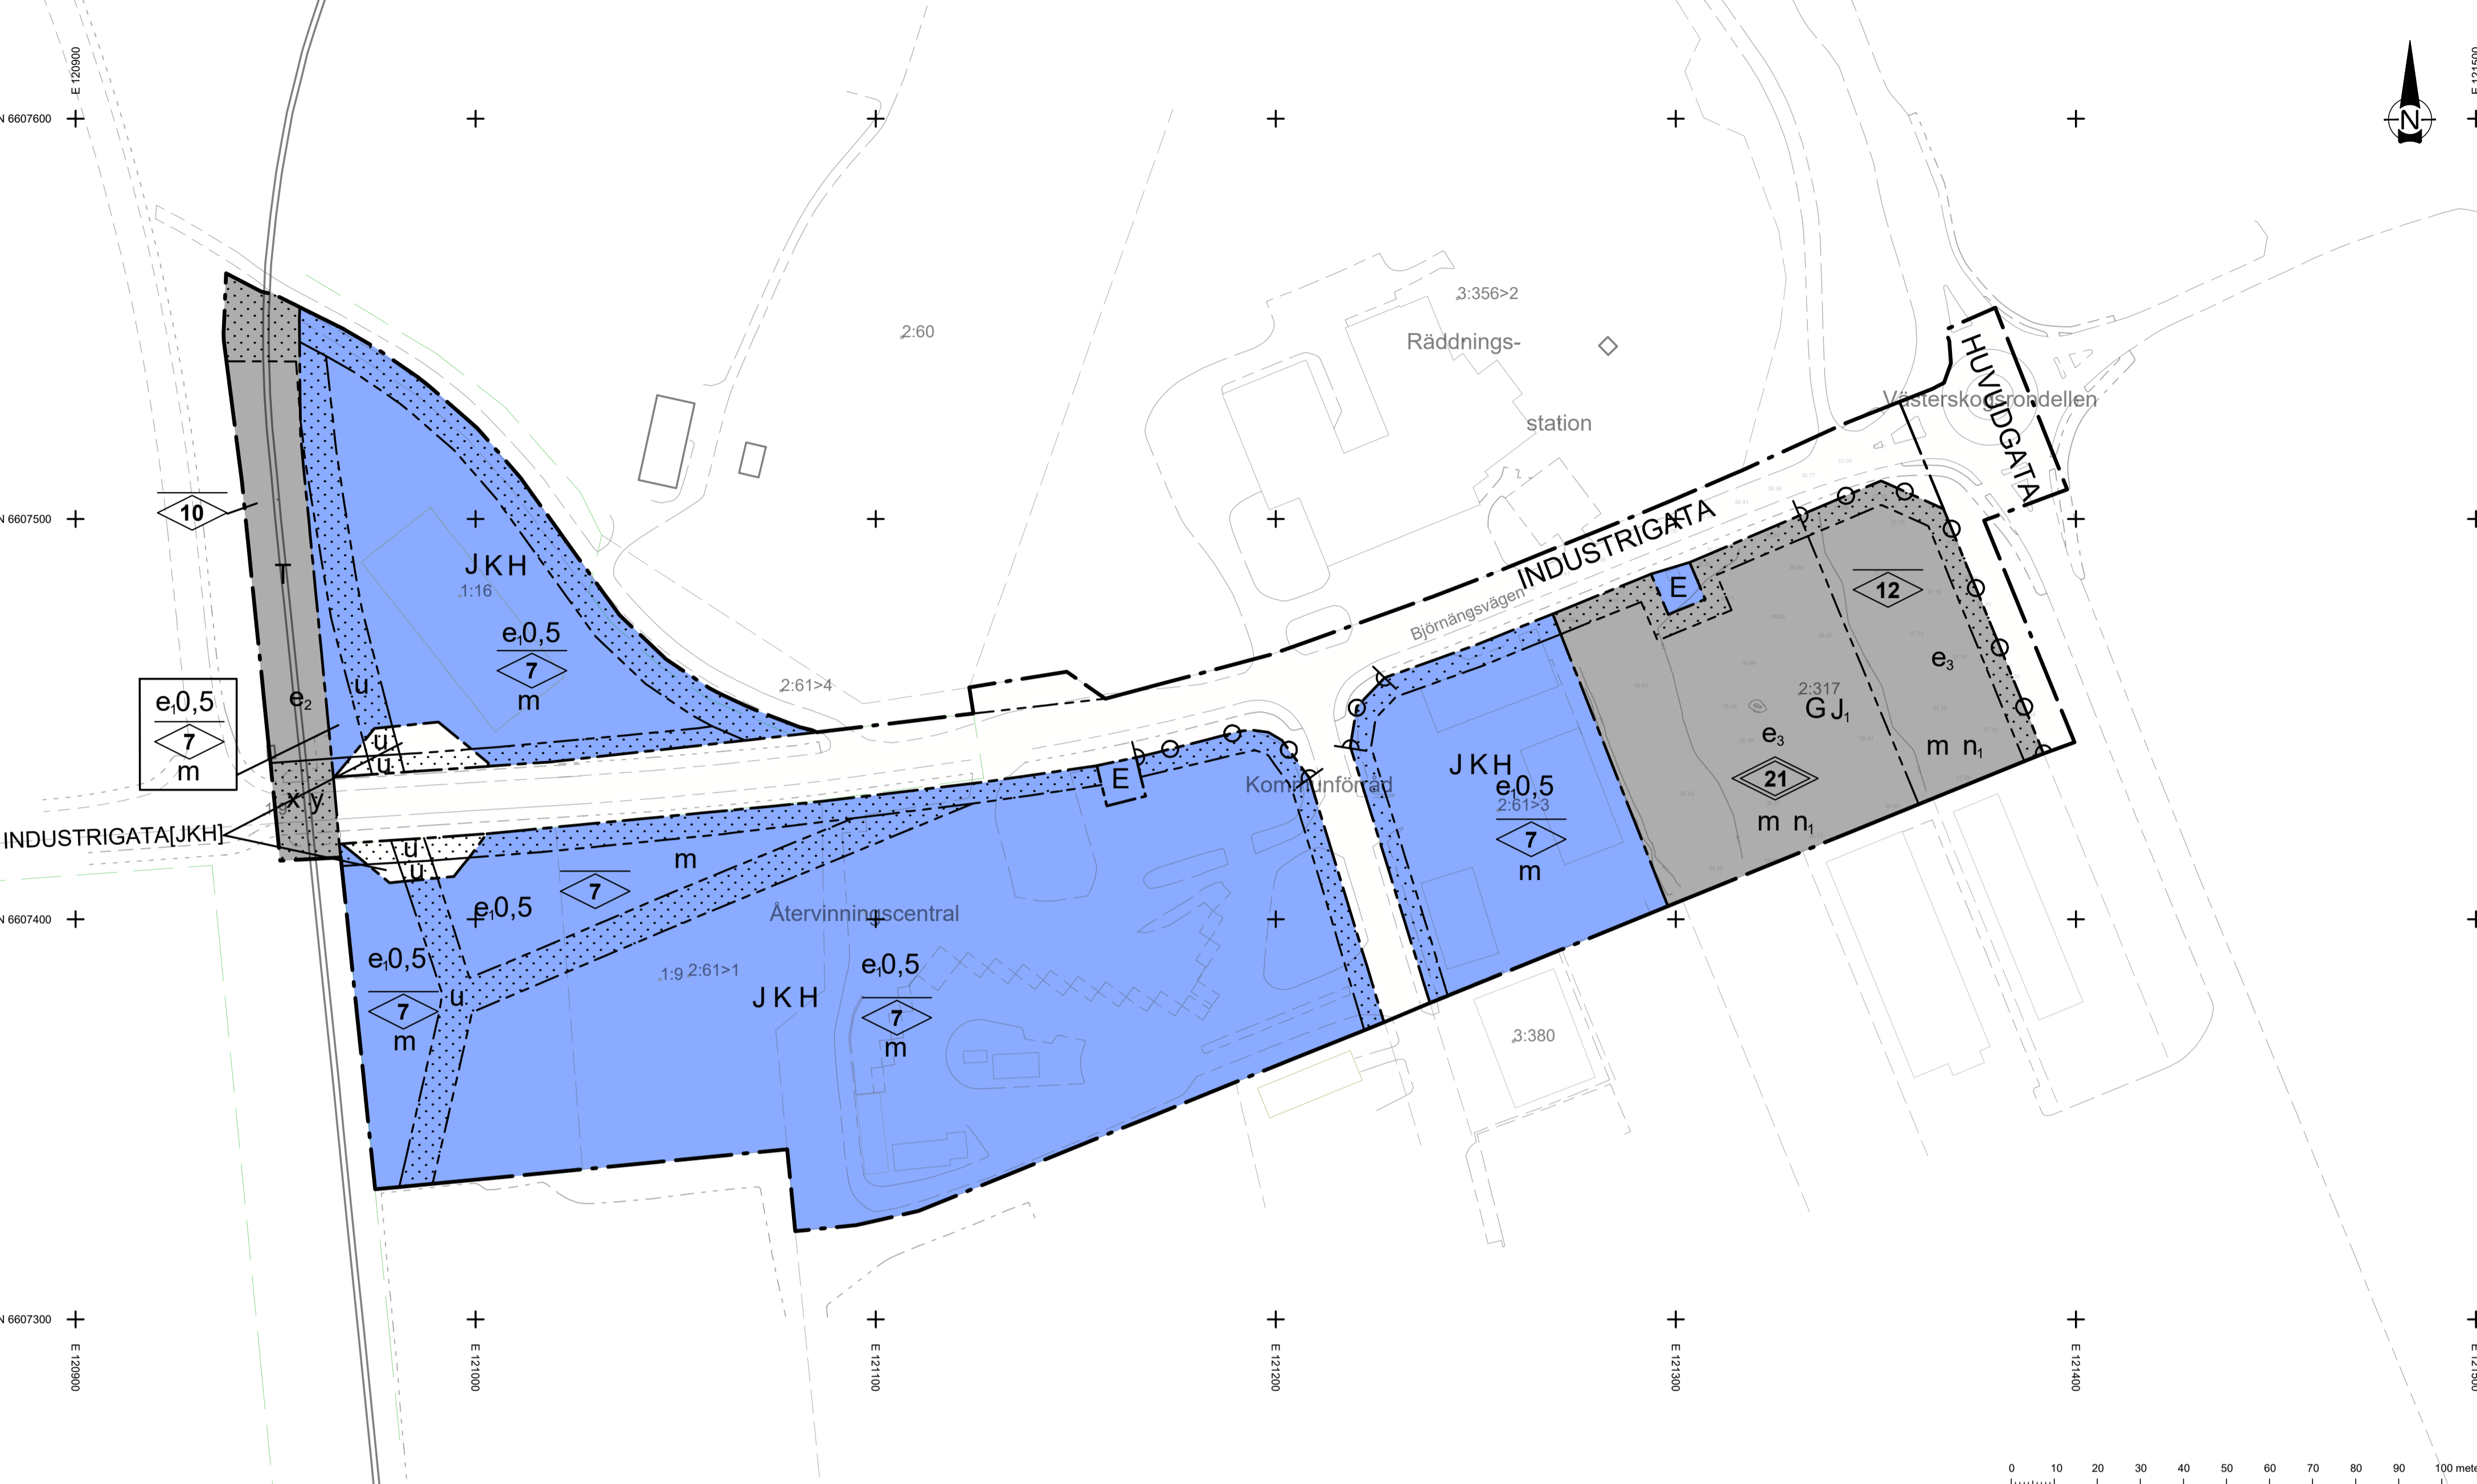 E 120900
E 121500
N 6607600
N
3:356>2
Räddnings-
station
2:60
HUVUDGATA
Västerskogsrondellen
10
N 6607500
INDUSTRIGATA
JKH
1:16
T
E
12
Björnängsvägen
e₁0,5
7
m
e₃
u
2:61>4
e₂
2:317
GJ₁
e₁0,5
7
m
u
u
e₃
m n₁
JKH
E
Kommunförråd
e₁0,5
2:61>3
21
x y
7
m n₁
INDUSTRIGATA[JKH]
u
m
u
m
7
e₁0,5
N 6607400
Återvinningscentral
e₁0,5
e₁0,5
1:9
2:61>1
JKH
u
7
7
m
m
3:380
N 6607300
E 120900
E 121000
E 121100
E 121200
E 121300
E 121400
E 121500
0 10 20 30 40 50 60 70 80 90 100 mete